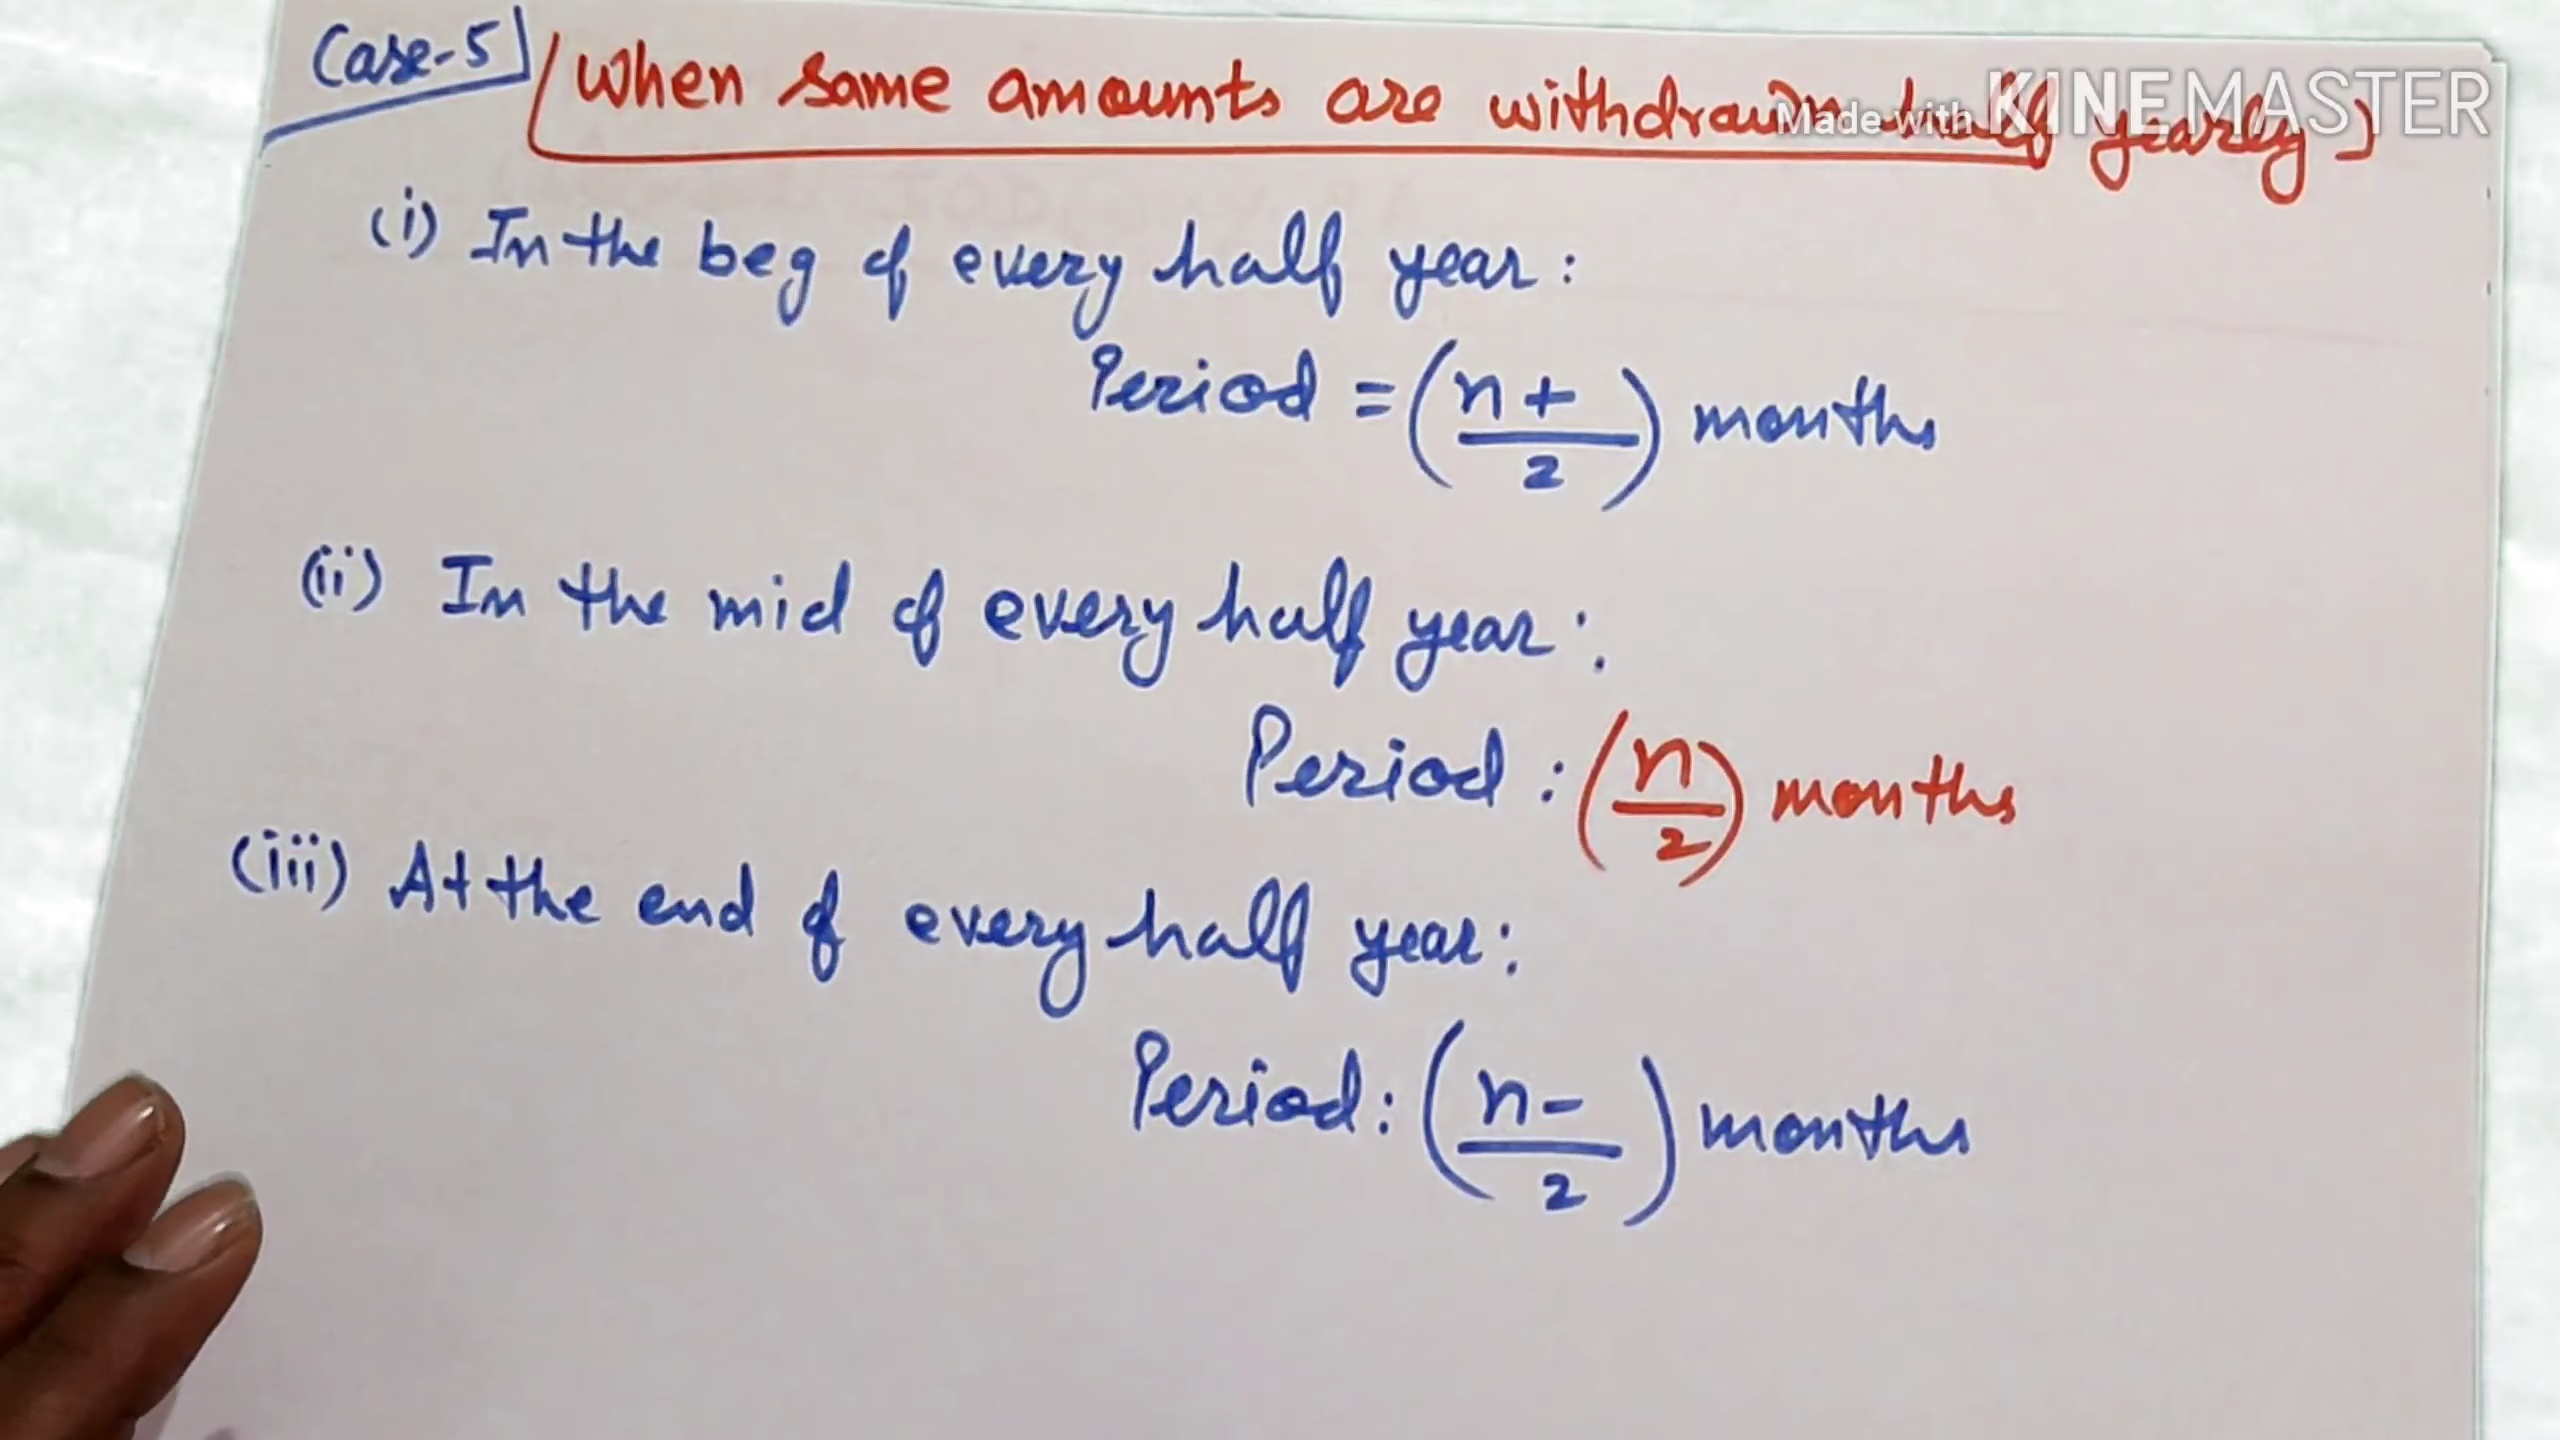 Case-5
When same amounts are withdrawn half yearly
Made with KINEMASTER
(i) In the beg of every half year:
Period = (n+/2) months
(ii) In the mid of every half year:
Period : (n/2) months
(iii) At the end of every half year:
Period: (n-/2) months